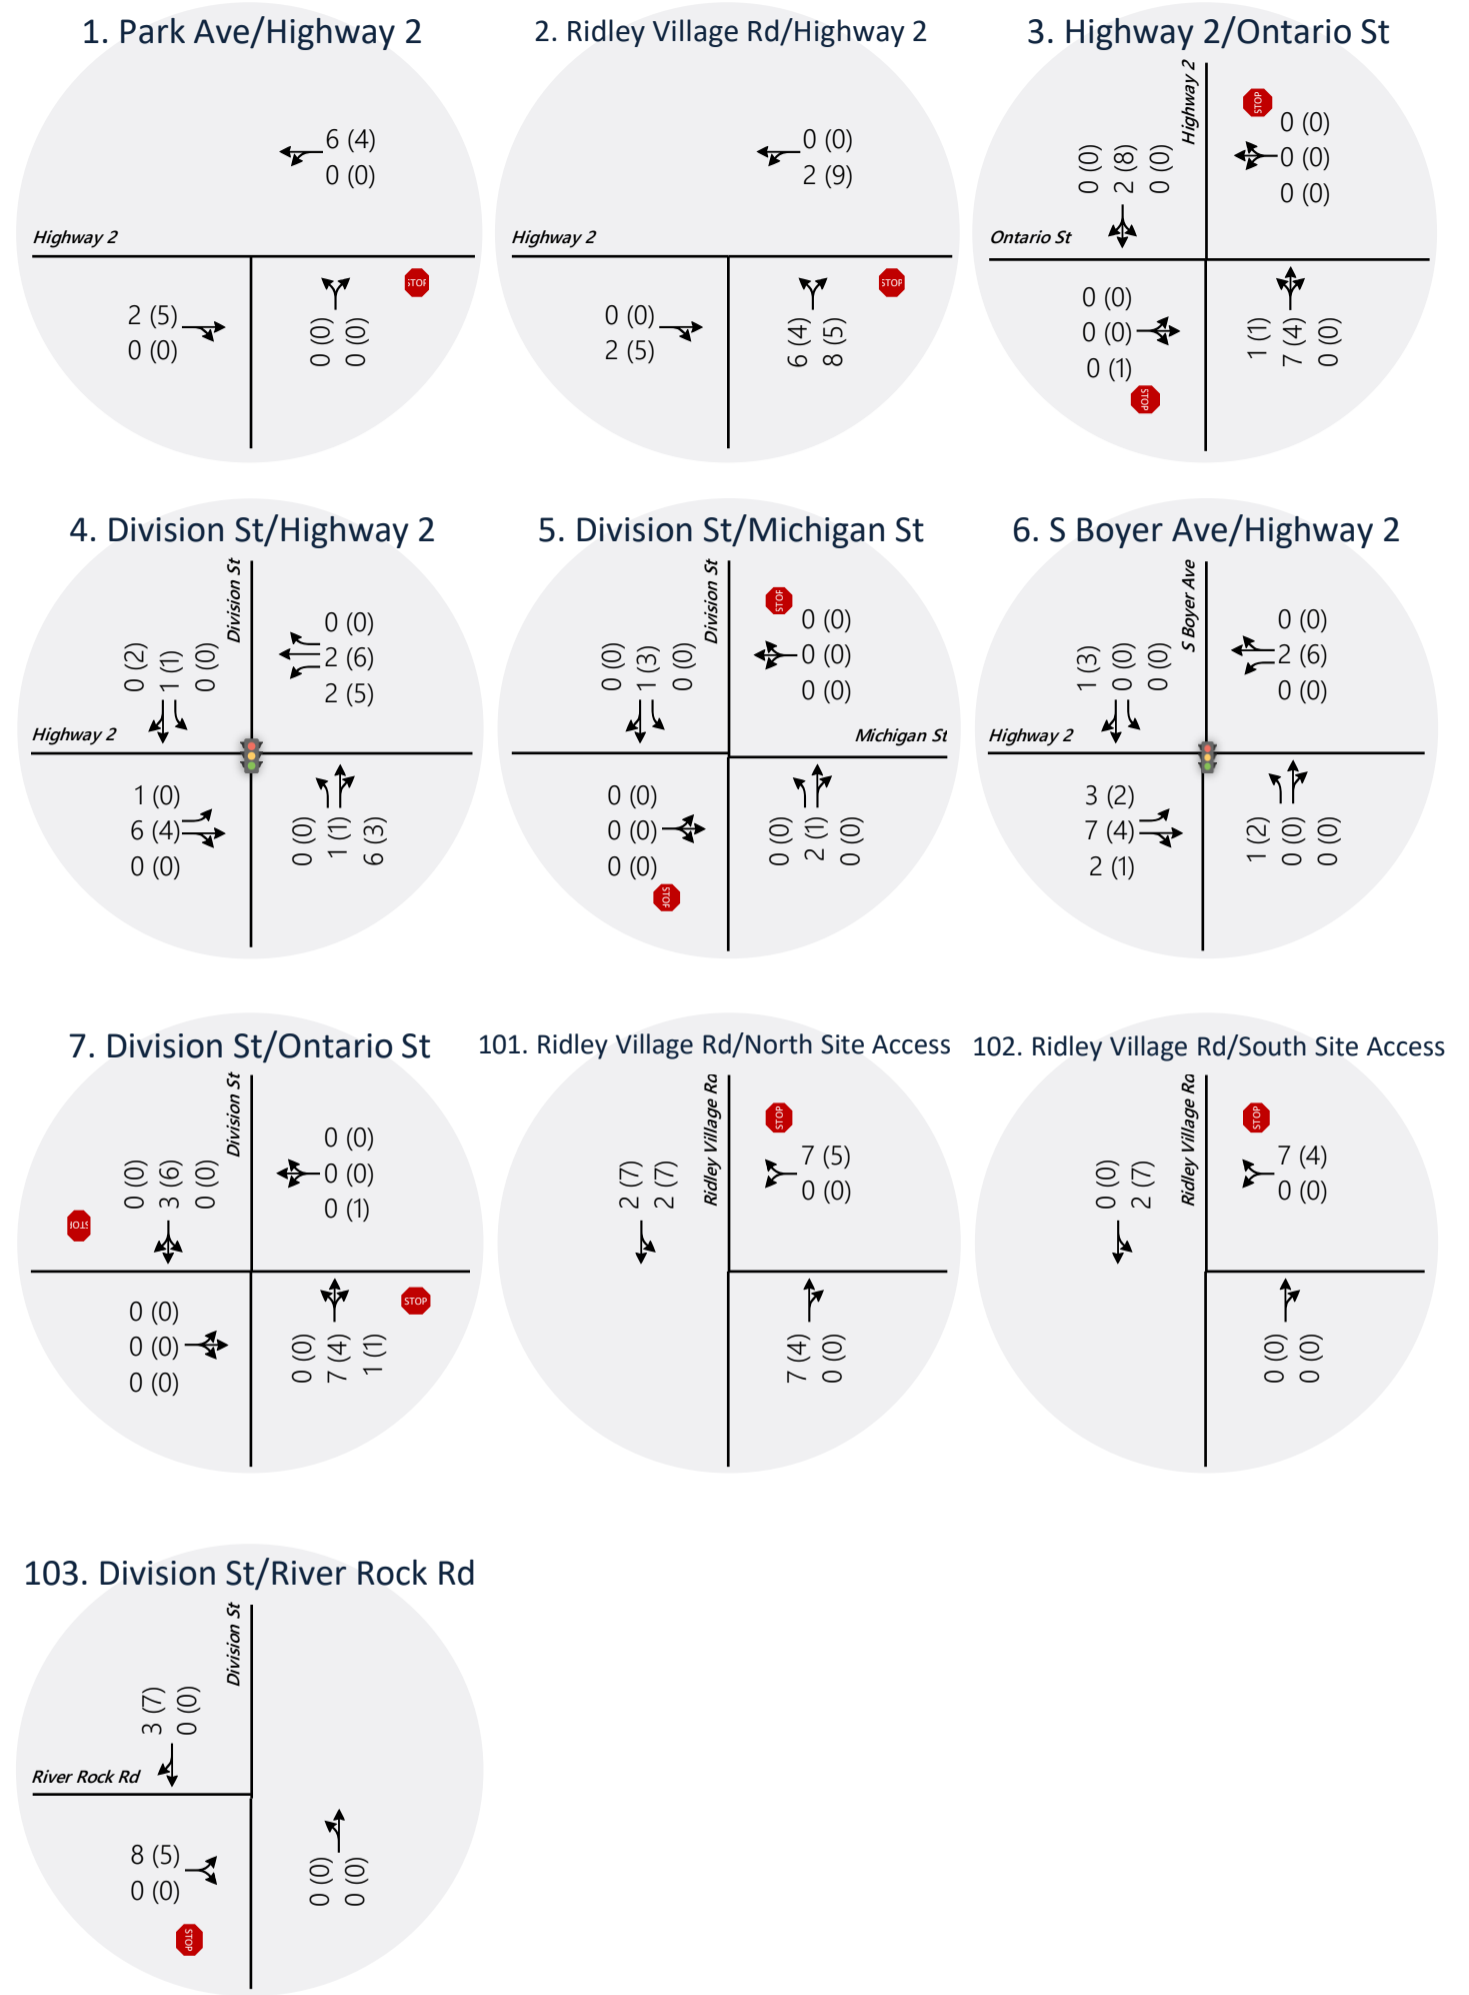 1. Park Ave/Highway 2
6 (4)
0 (0)
Highway 2
2 (5)
0 (0)
0 (0)
0 (0)
STOP
2. Ridley Village Rd/Highway 2
0 (0)
2 (9)
Highway 2
0 (0)
2 (5)
6 (4)
8 (5)
STOP
3. Highway 2/Ontario St
Highway 2
STOP
0 (0)
0 (0)
0 (0)
0 (0)
2 (8)
0 (0)
Ontario St
0 (0)
0 (0)
0 (1)
STOP
1 (1)
7 (4)
0 (0)
4. Division St/Highway 2
Division St
0 (0)
2 (6)
2 (5)
0 (2)
1 (1)
0 (0)
Highway 2
1 (0)
6 (4)
0 (0)
0 (0)
1 (1)
6 (3)
5. Division St/Michigan St
Division St
STOP
0 (0)
0 (0)
0 (0)
0 (0)
1 (3)
0 (0)
Michigan St
0 (0)
0 (0)
0 (0)
STOP
0 (0)
2 (1)
0 (0)
6. S Boyer Ave/Highway 2
S Boyer Ave
0 (0)
2 (6)
0 (0)
1 (3)
0 (0)
0 (0)
Highway 2
3 (2)
7 (4)
2 (1)
1 (2)
0 (0)
0 (0)
7. Division St/Ontario St
Division St
0 (0)
0 (0)
0 (1)
0 (0)
3 (6)
0 (0)
STOP
0 (0)
0 (0)
0 (0)
0 (0)
7 (4)
1 (1)
STOP
101. Ridley Village Rd/North Site Access
Ridley Village Rd
STOP
7 (5)
0 (0)
2 (7)
2 (7)
7 (4)
0 (0)
102. Ridley Village Rd/South Site Access
Ridley Village Rd
STOP
7 (4)
0 (0)
0 (0)
2 (7)
0 (0)
0 (0)
103. Division St/River Rock Rd
Division St
3 (7)
0 (0)
River Rock Rd
8 (5)
0 (0)
STOP
0 (0)
0 (0)